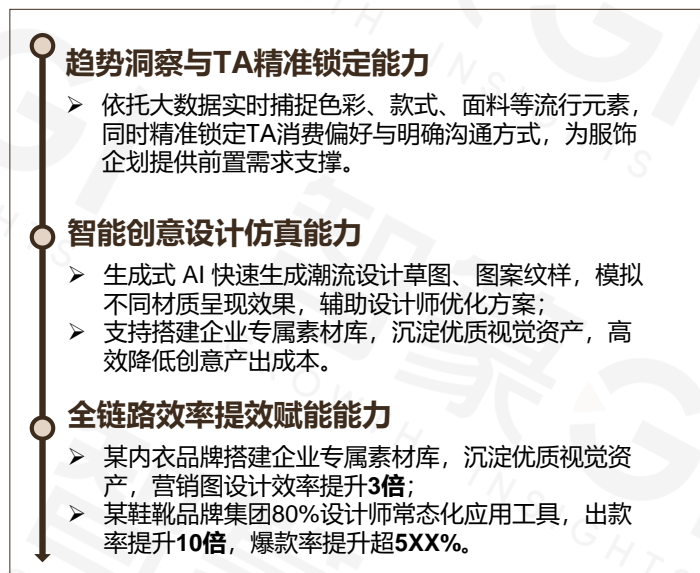 趋势洞察与TA精准锁定能力
➢ 依托大数据实时捕捉色彩、款式、面料等流行元素，
同时精准锁定TA消费偏好与明确沟通方式，为服饰
企划提供前置需求支撑。
智能创意设计仿真能力
➢ 生成式 AI 快速生成潮流设计草图、图案纹样，模拟
不同材质呈现效果，辅助设计师优化方案；
➢ 支持搭建企业专属素材库，沉淀优质视觉资产，高
效降低创意产出成本。
全链路效率提效赋能能力
➢ 某内衣品牌搭建企业专属素材库，沉淀优质视觉资
产，营销图设计效率提升3倍；
➢ 某鞋靴品牌集团80%设计师常态化应用工具，出款
率提升10倍，爆款率提升超5XX%。